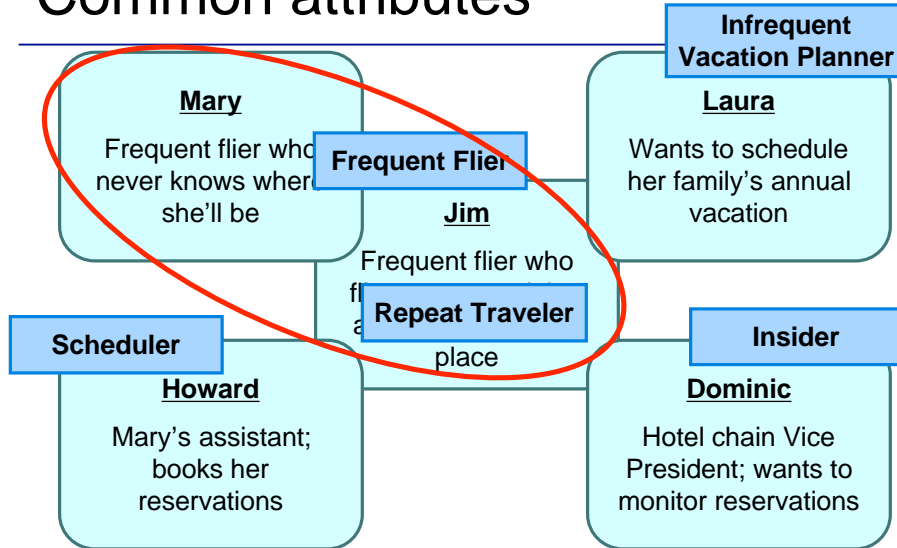 Common attributes
Infrequent
Vacation Planner
Mary
Frequent flier who
never knows where
she'll be
Frequent Flier
Laura
Wants to schedule
her family's annual
vacation
Jim
Frequent flier who
Repeat Traveler
place
Scheduler
Howard
Mary's assistant;
books her
reservations
Insider
Dominic
Hotel chain Vice
President; wants to
monitor reservations